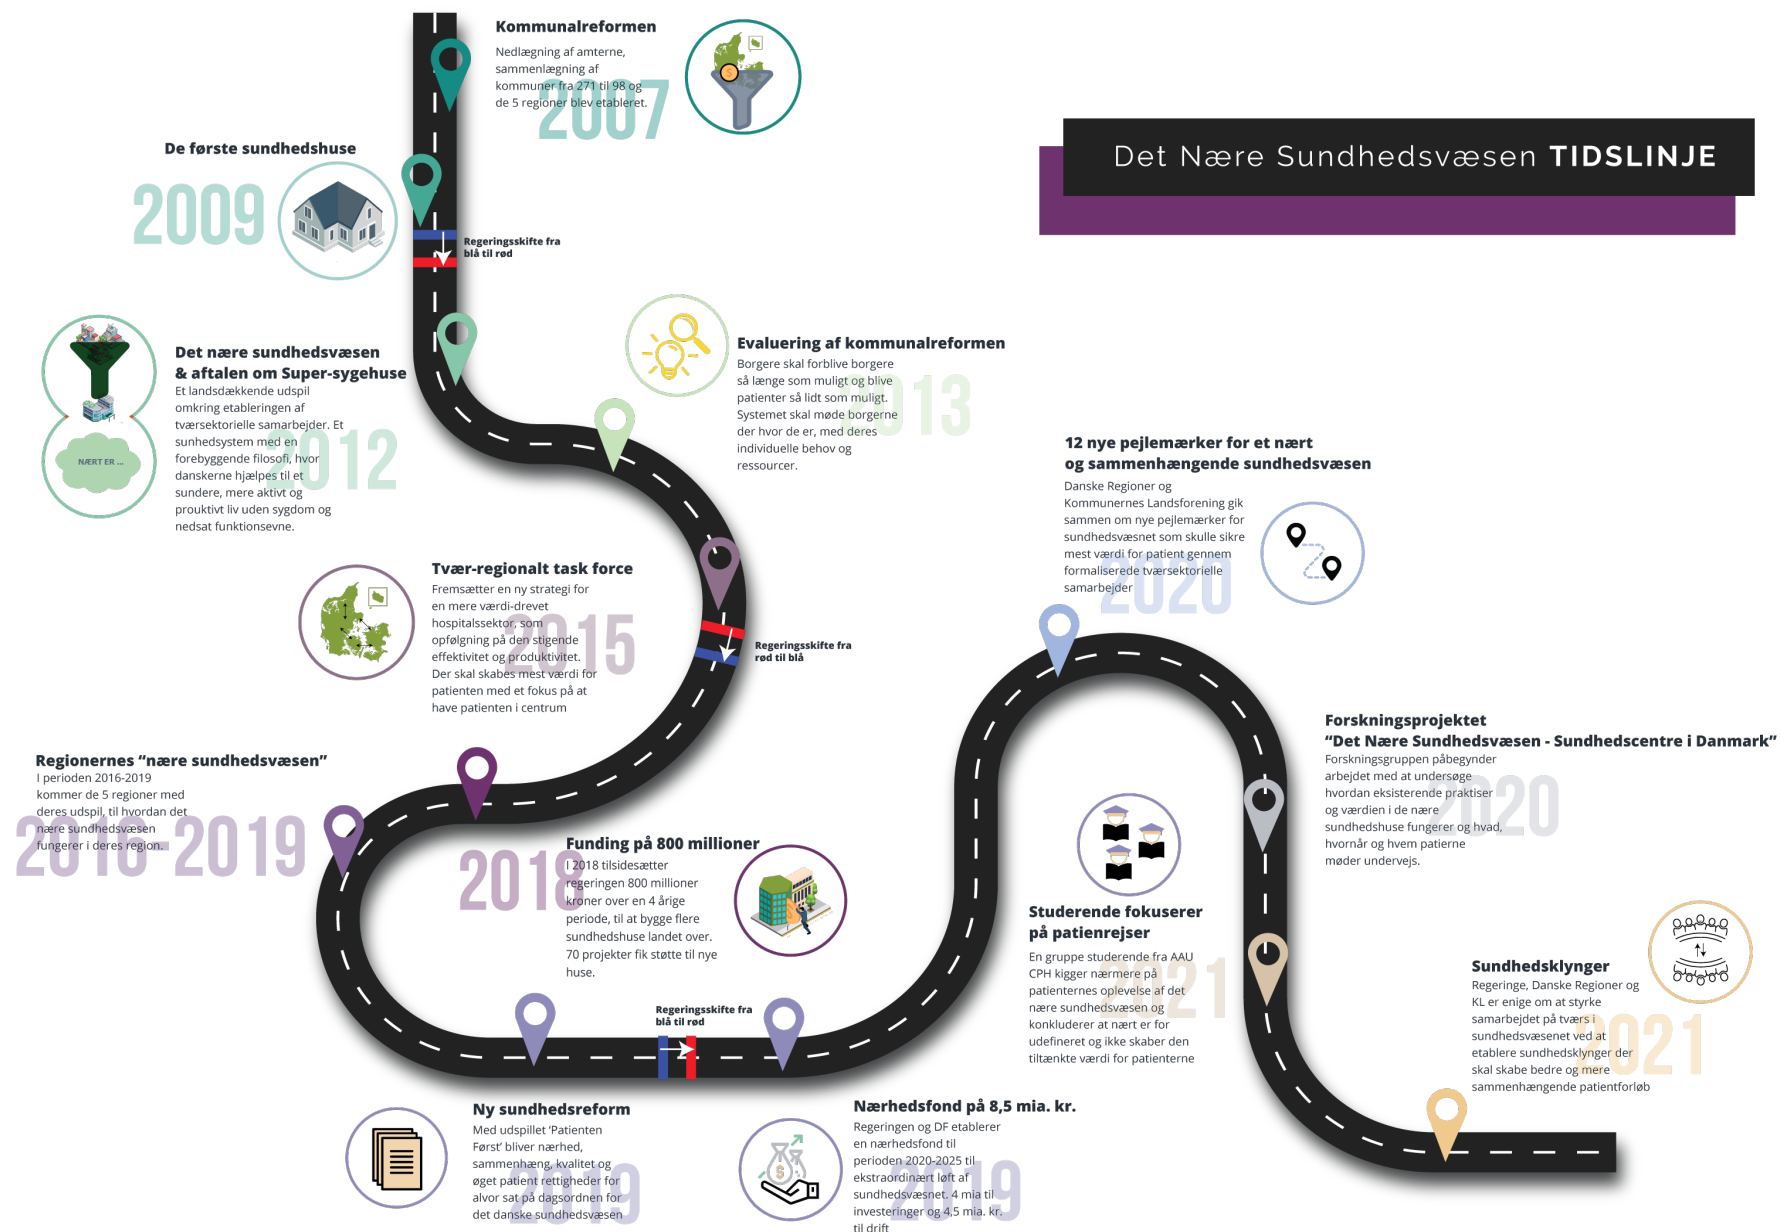 Det Nære Sundhedsvæsen TIDSLINJE
Kommunalreformen
Nedlægning af amterne,
sammenlægning af
kommuner fra 271 til 98 og
de 5 regioner blev etableret.
2007
De første sundhedshuse
2009
Regeringsskifte fra
blå til rød
Det nære sundhedsvæsen
& aftalen om Super-sygehuse
Et landsdækkende udspil
omkring etableringen af
tværsektorielle samarbejder. Et
sunhedsystem med en
forebyggende filosofi, hvor
danskerne hjælpes til et
sundere, mere aktivt og
prouktivt liv uden sygdom og
nedsat funktionsevne.
2012
NÆRT ER ...
Evaluering af kommunalreformen
Borgere skal forblive borgere
så længe som muligt og blive
patienter så lidt som muligt.
Systemet skal møde borgerne
der hvor de er, med deres
individuelle behov og
ressourcer.
2013
Tvær-regionalt task force
Fremsætter en ny strategi for
en mere værdi-drevet
hospitalssektor, som
opfølgning på den stigende
effektivitet og produktivitet.
Der skal skabes mest værdi for
patienten med et fokus på at
have patienten i centrum
2015
Regeringsskifte fra
rød til blå
Regionernes “nære sundhedsvæsen”
I perioden 2016-2019
kommer de 5 regioner med
deres udspil, til hvordan det
nære sundhedsvæsen
fungerer i deres region.
2016-2019
Funding på 800 millioner
I 2018 tilsidesætter
regeringen 800 millioner
kroner over en 4 årige
periode, til at bygge flere
sundhedshuse landet over.
70 projekter fik støtte til nye
huse.
2018
Regeringsskifte fra
blå til rød
Ny sundhedsreform
Med udspillet ‘Patienten
Først’ bliver nærhed,
sammenhæng, kvalitet og
øget patient rettigheder for
alvor sat på dagsordnen for
det danske sundhedsvæsen
2019
Nærhedsfond på 8,5 mia. kr.
Regeringen og DF etablerer
en nærhedsfond til
perioden 2020-2025 til
ekstraordinært løft af
sundhedsvæsnet. 4 mia til
investeringer og 4,5 mia. kr.
til drift
2019
12 nye pejlemærker for et nært
og sammenhængende sundhedsvæsen
Danske Regioner og
Kommunernes Landsforening gik
sammen om nye pejlemærker for
sundhedsvæsnet som skulle sikre
mest værdi for patient gennem
formaliserede tværsektorielle
samarbejder
2020
Forskningsprojektet
“Det Nære Sundhedsvæsen - Sundhedscentre i Danmark”
Forskningsgruppen påbegynder
arbejdet med at undersøge
hvordan eksisterende praktiser
og værdien i de nære
sundhedshuse fungerer og hvad,
hvornår og hvem patierne
møder undervejs.
2020
Studerende fokuserer
på patienrejser
En gruppe studerende fra AAU
CPH kigger nærmere på
patienternes oplevelse af det
nære sundhedsvæsen og
konkluderer at nært er for
udefineret og ikke skaber den
tiltænkte værdi for patienterne
2021
Sundhedsklynger
Regeringe, Danske Regioner og
KL er enige om at styrke
samarbejdet på tværs i
sundhedsvæsenet ved at
etablere sundhedsklynger der
skal skabe bedre og mere
sammenhængende patientforløb
2021